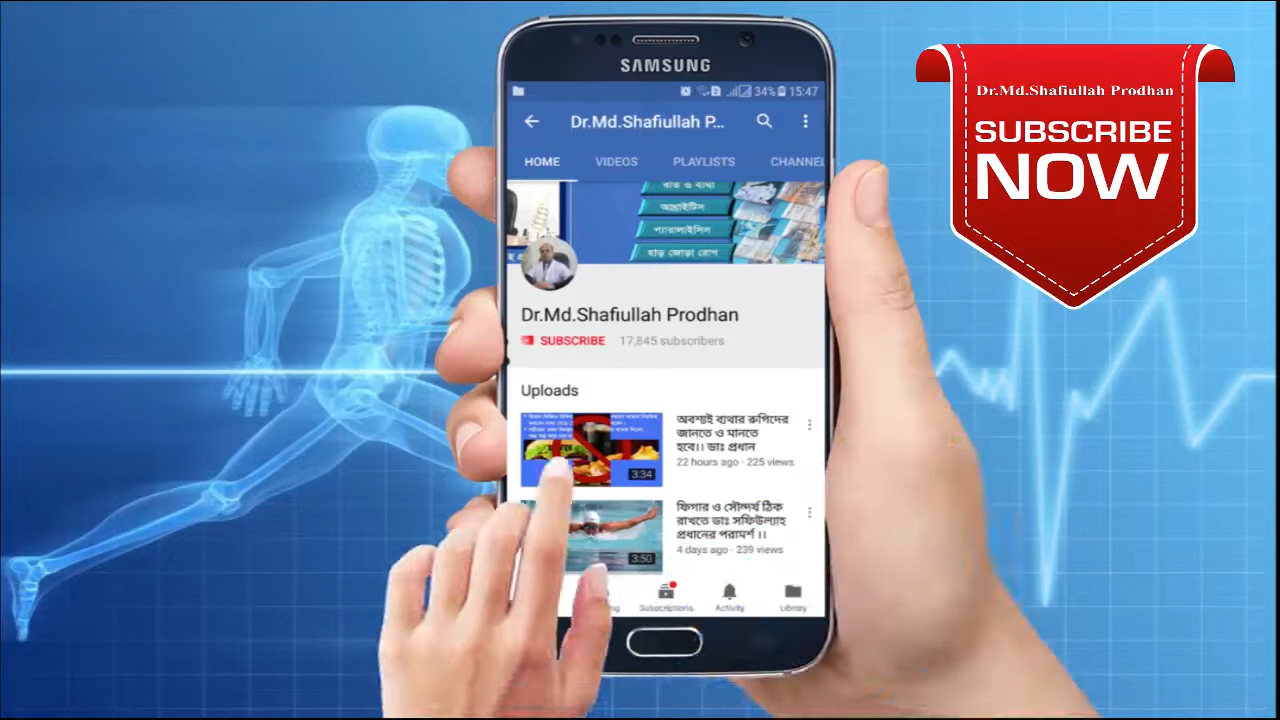 SAMSUNG
34% 15:47
Dr.Md.Shafiullah P...
HOME VIDEOS PLAYLISTS CHANNEL
বাত ও ব্যথা
আর্থ্রাইটিস
প্যারালাইসিস
হাড় জোড়া রোগ
Dr.Md.Shafiullah Prodhan
SUBSCRIBE 17,845 subscribers
Uploads
অবশ্যই ব্যথার রুগিদের
জানতে ও মানতে
হবে।। ডাঃ প্রধান
22 hours ago · 225 views
3:34
ফিগার ও সৌন্দর্য ঠিক
রাখতে ডাঃ সফিউল্যাহ
প্রধানের পরামর্শ ।।
4 days ago · 239 views
3:50
Subscriptions Activity Library
Dr.Md.Shafiullah Prodhan
SUBSCRIBE
NOW